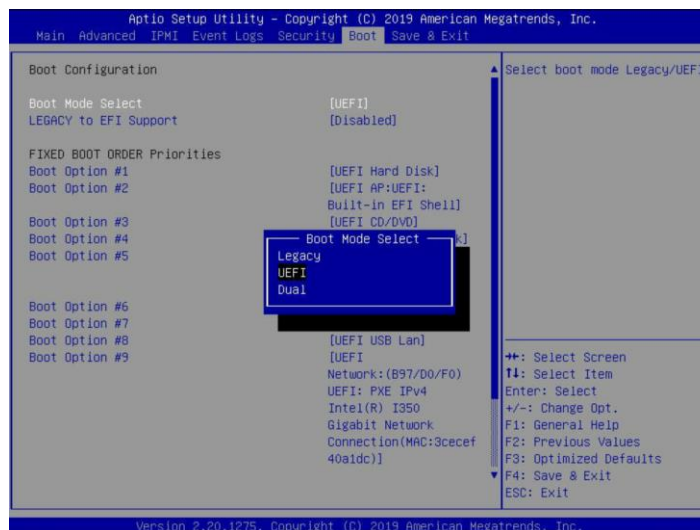 Aptio Setup Utility – Copyright (C) 2019 American Megatrends, Inc.
Main Advanced IPMI Event Logs Security Boot Save & Exit
Boot Configuration
Boot Mode Select [UEFI]
LEGACY to EFI Support [Disabled]
FIXED BOOT ORDER Priorities
Boot Option #1 [UEFI Hard Disk]
Boot Option #2 [UEFI AP:UEFI:
Built-in EFI Shell]
Boot Option #3 [UEFI CD/DVD]
Boot Option #4 k]
Boot Option #5
Boot Option #6
Boot Option #7
Boot Option #8 [UEFI USB Lan]
Boot Option #9 [UEFI
Network:(B97/D0/F0)
UEFI: PXE IPv4
Intel(R) I350
Gigabit Network
Connection(MAC:3cecef
40a1dc)]
Boot Mode Select
Legacy
UEFI
Dual
Select boot mode Legacy/UEFI
: Select Screen
↑↓: Select Item
Enter: Select
+/-: Change Opt.
F1: General Help
F2: Previous Values
F3: Optimized Defaults
F4: Save & Exit
ESC: Exit
Version 2.20.1275. Copyright (C) 2019 American Megatrends, Inc.